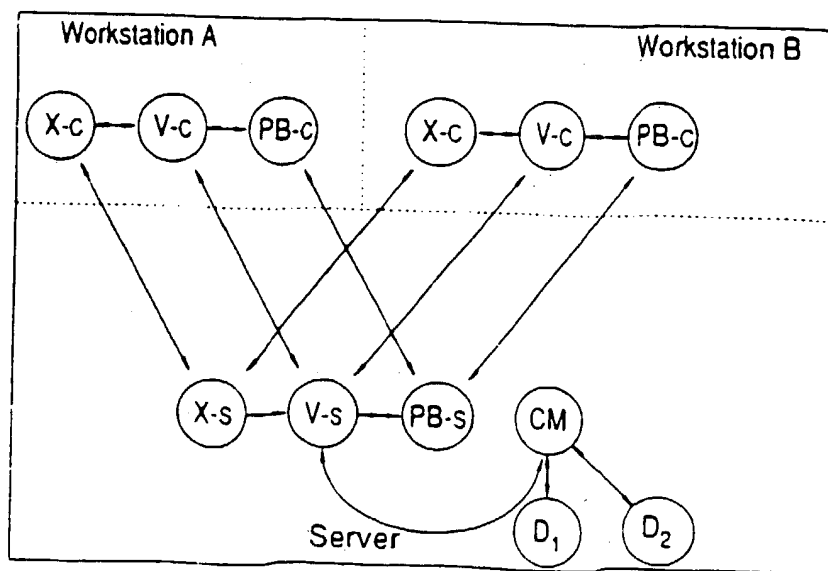 Workstation A
Workstation B
X-c V-c PB-c X-c V-c PB-c
X-s V-s PB-s CM
Server D₁ D₂